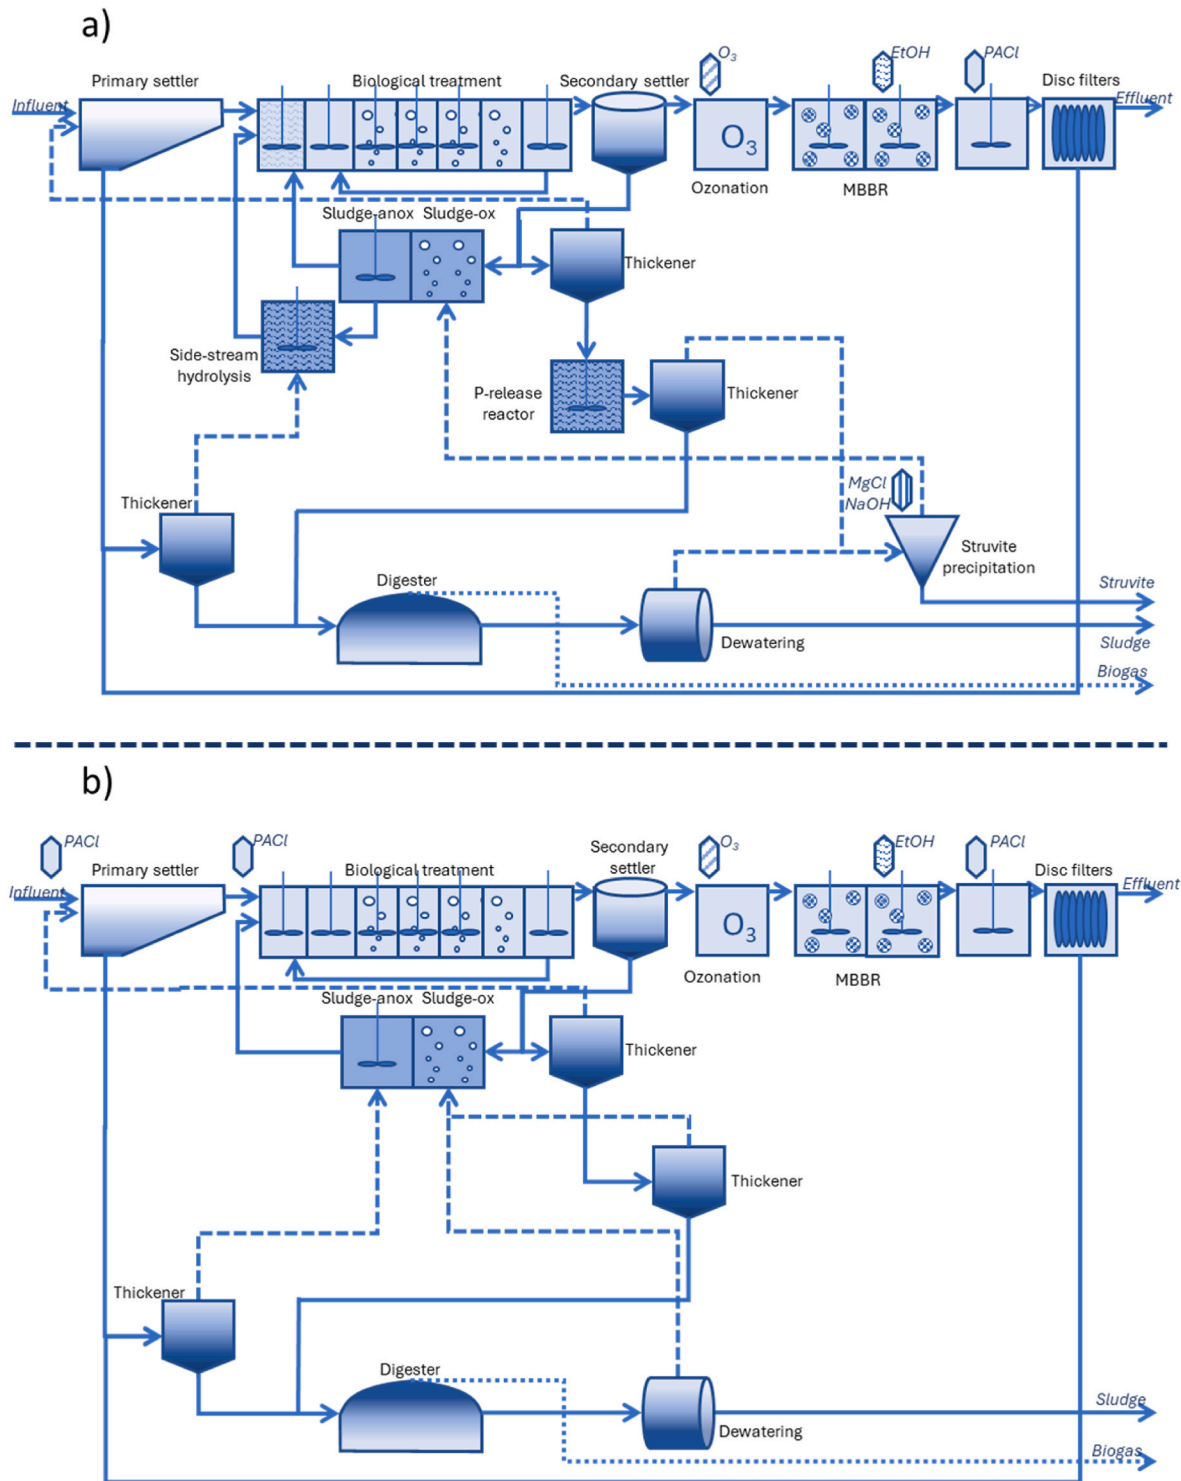 a)
Primary settler
Biological treatment
Secondary settler
O₃
EtOH
PACl
Disc filters
Influent
Effluent
O₃
Ozonation
MBBR
Sludge-anox
Sludge-ox
Thickener
Side-stream
hydrolysis
P-release
reactor
Thickener
MgCl
NaOH
Thickener
Struvite
precipitation
Digester
Struvite
Dewatering
Sludge
Biogas
b)
PACl
PACl
Primary settler
Biological treatment
Secondary
settler
O₃
EtOH
PACl
Disc filters
Influent
Effluent
O₃
Ozonation
MBBR
Sludge-anox
Sludge-ox
Thickener
Thickener
Thickener
Digester
Sludge
Dewatering
Biogas